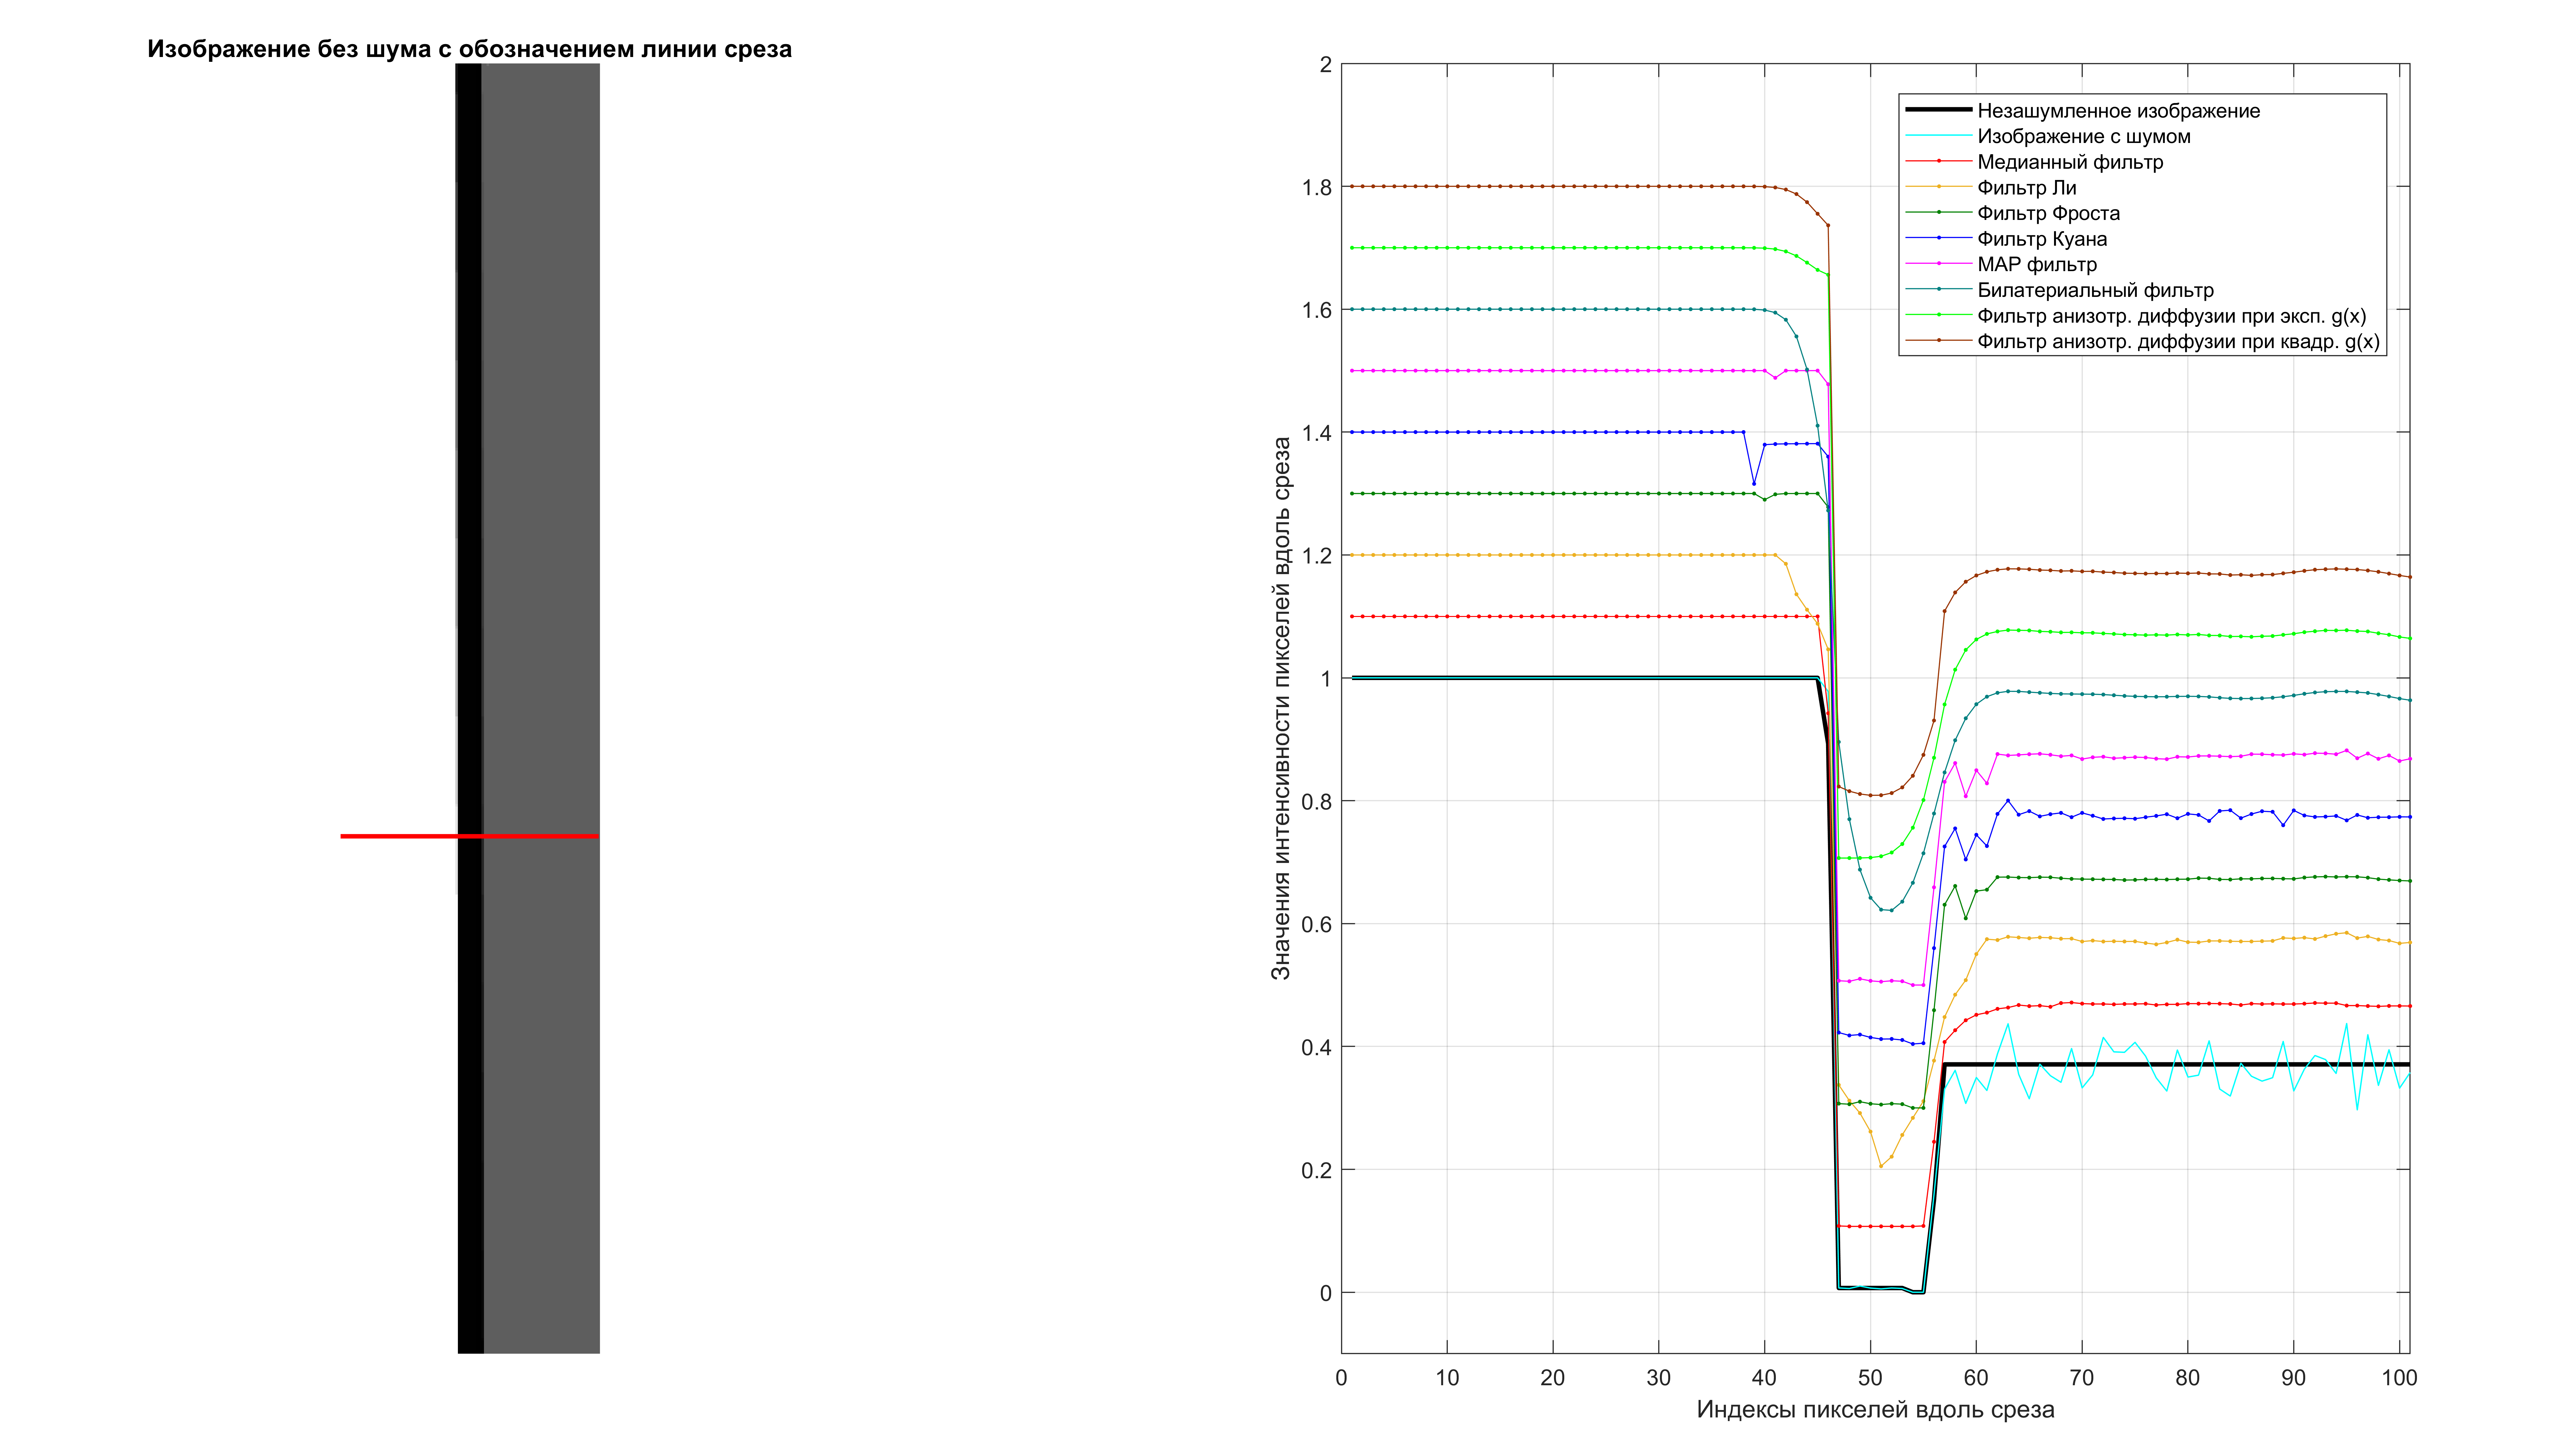 Изображение без шума с обозначением линии среза
Значения интенсивности пикселей вдоль среза
2
1.8
1.6
1.4
1.2
1
0.8
0.6
0.4
0.2
0
Незашумленное изображение
Изображение с шумом
Медианный фильтр
Фильтр Ли
Фильтр Фроста
Фильтр Куана
MAP фильтр
Билатериальный фильтр
Фильтр анизотр. диффузии при эксп. g(x)
Фильтр анизотр. диффузии при квадр. g(x)
0 10 20 30 40 50 60 70 80 90 100
Индексы пикселей вдоль среза